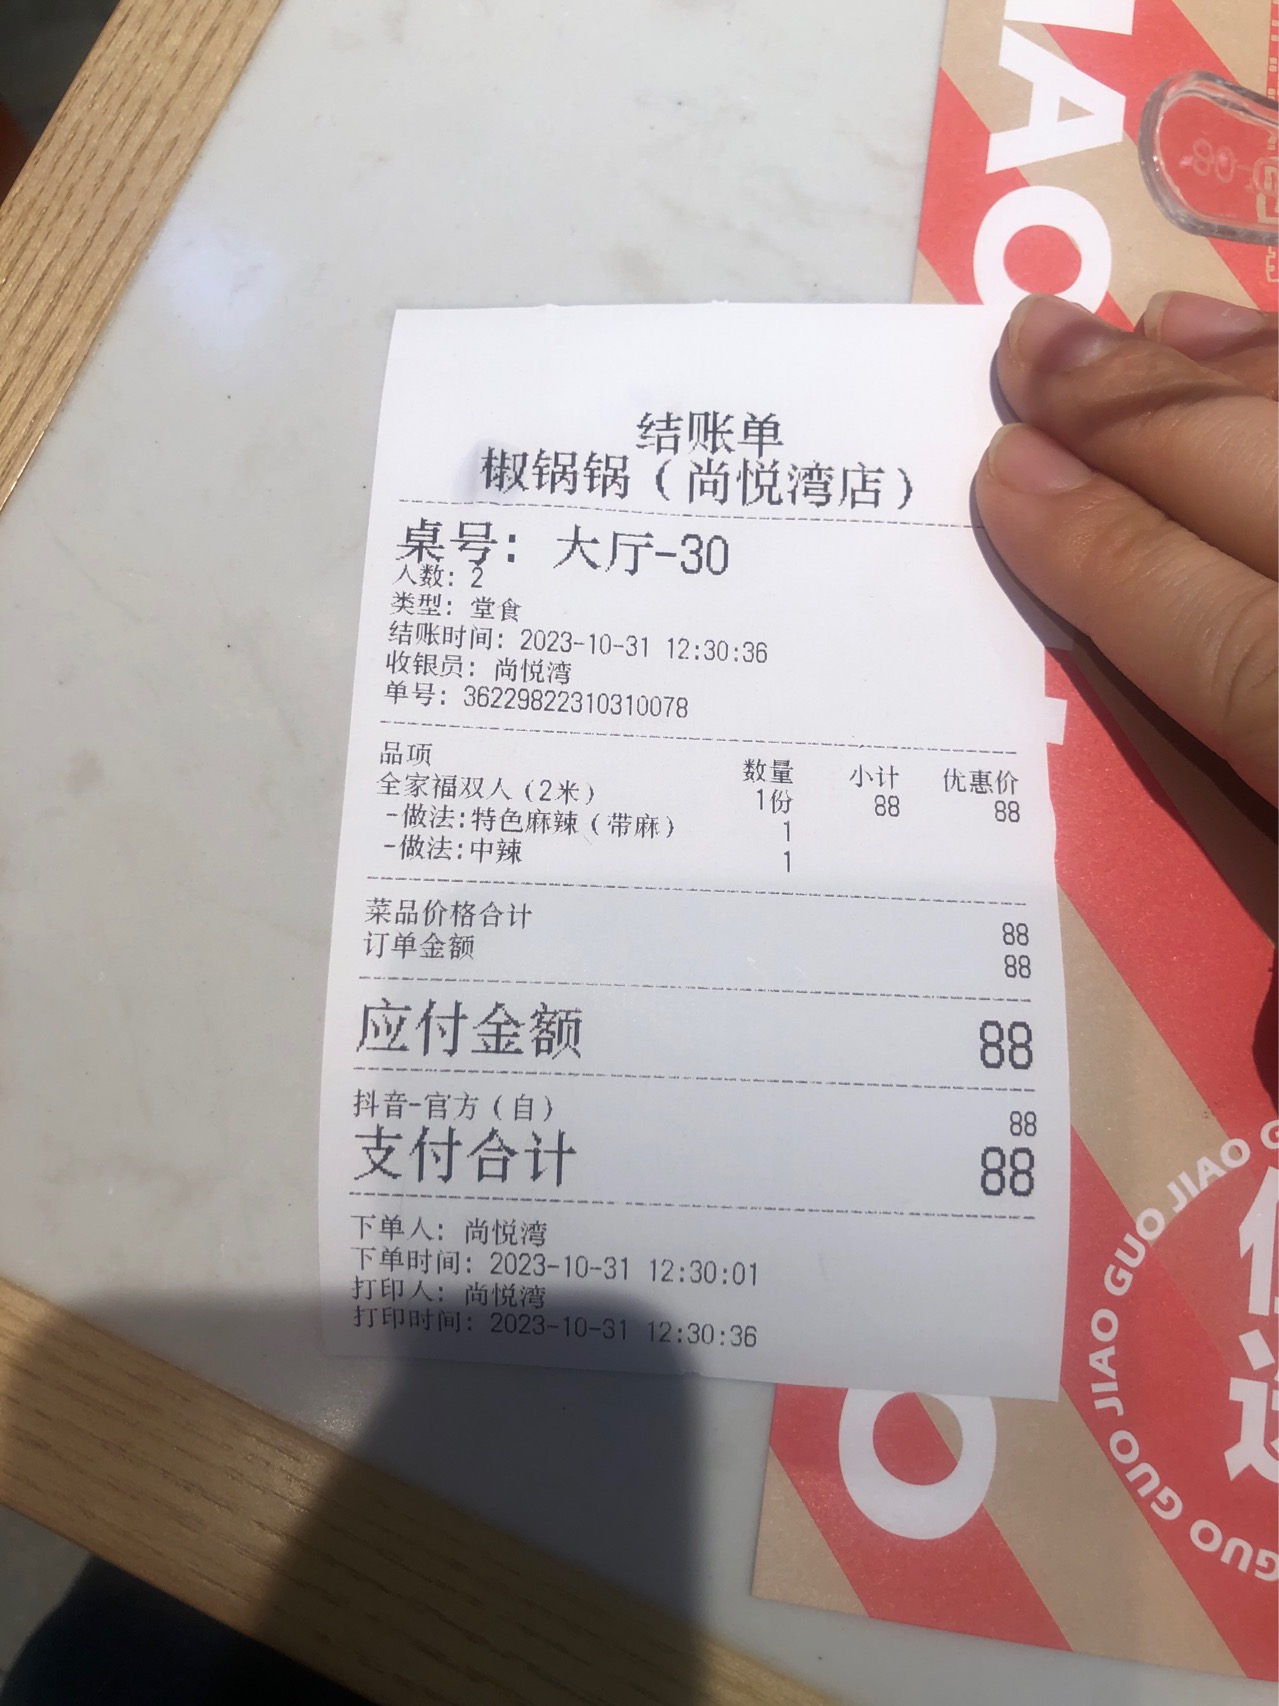 结账单
椒锅锅（尚悦湾店）
桌号: 大厅-30
人数: 2
类型: 堂食
结账时间: 2023-10-31 12:30:36
收银员: 尚悦湾
单号: 36229822310310078
品项 数量 小计 优惠价
全家福双人（2米） 1份 88 88
-做法:特色麻辣（带麻） 1
-做法:中辣 1
菜品价格合计 88
订单金额 88
应付金额 88
抖音-官方（自） 88
支付合计 88
下单人: 尚悦湾
下单时间: 2023-10-31 12:30:01
打印人: 尚悦湾
打印时间: 2023-10-31 12:30:36
AO
O
GUO JIAO GUO JIAO GUO JIAO